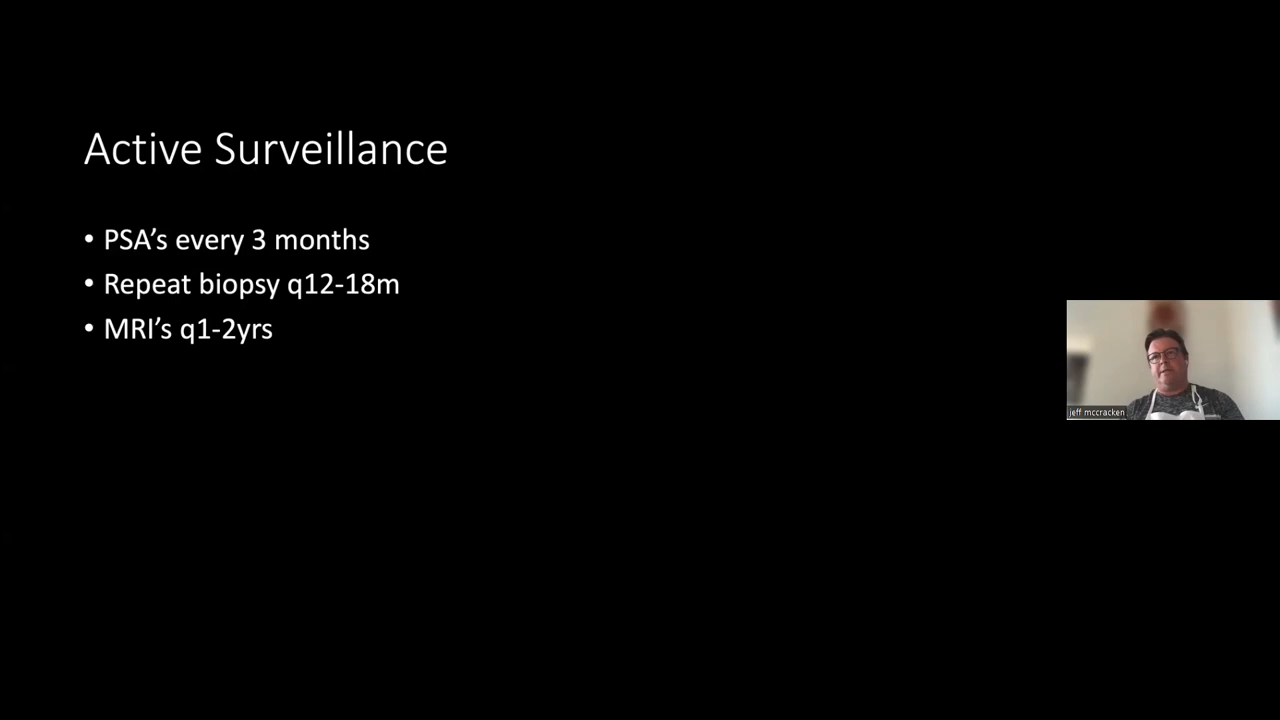 Active Surveillance
• PSA’s every 3 months
• Repeat biopsy q12-18m
• MRI’s q1-2yrs
jeff mccracken